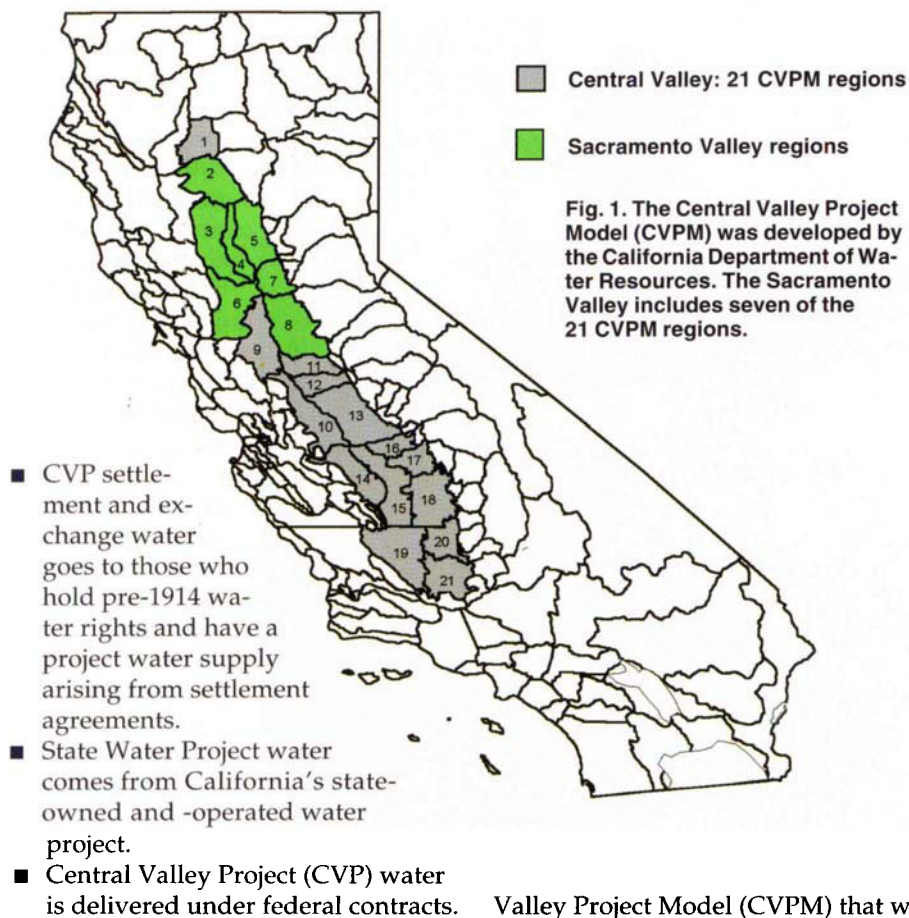 Central Valley: 21 CVPM regions
Sacramento Valley regions
Fig. 1. The Central Valley Project
Model (CVPM) was developed by
the California Department of Wa-
ter Resources. The Sacramento
Valley includes seven of the
21 CVPM regions.
1
2
3
5
4
7
6
8
9
11
12
13
10
16
17
14
18
15
20
19
21
■ CVP settle-
ment and ex-
change water
goes to those who
hold pre-1914 wa-
ter rights and have a
project water supply
arising from settlement
agreements.
■ State Water Project water
comes from California's state-
owned and -operated water
project.
■ Central Valley Project (CVP) water
is delivered under federal contracts.
Valley Project Model (CVPM) that w